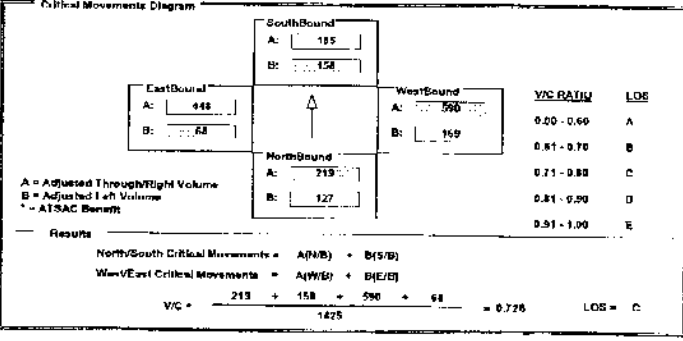 Critical Movements Diagram
SouthBound
A: 185
B: 158
EastBound
A: 448
B: 68
WestBound
A: 590
B: 169
NorthBound
A: 219
B: 127
V/C RATIO LOS
0.00 - 0.60 A
0.61 - 0.70 B
0.71 - 0.80 C
0.81 - 0.90 D
0.91 - 1.00 E
A = Adjusted Through/Right Volume
B = Adjusted Left Volume
* = ATSAC Benefit
Results
North/South Critical Movements = A(N/B) + B(S/B)
West/East Critical Movements = A(W/B) + B(E/B)
V/C = 219 + 158 + 590 + 68 = 0.726 LOS = C
1425